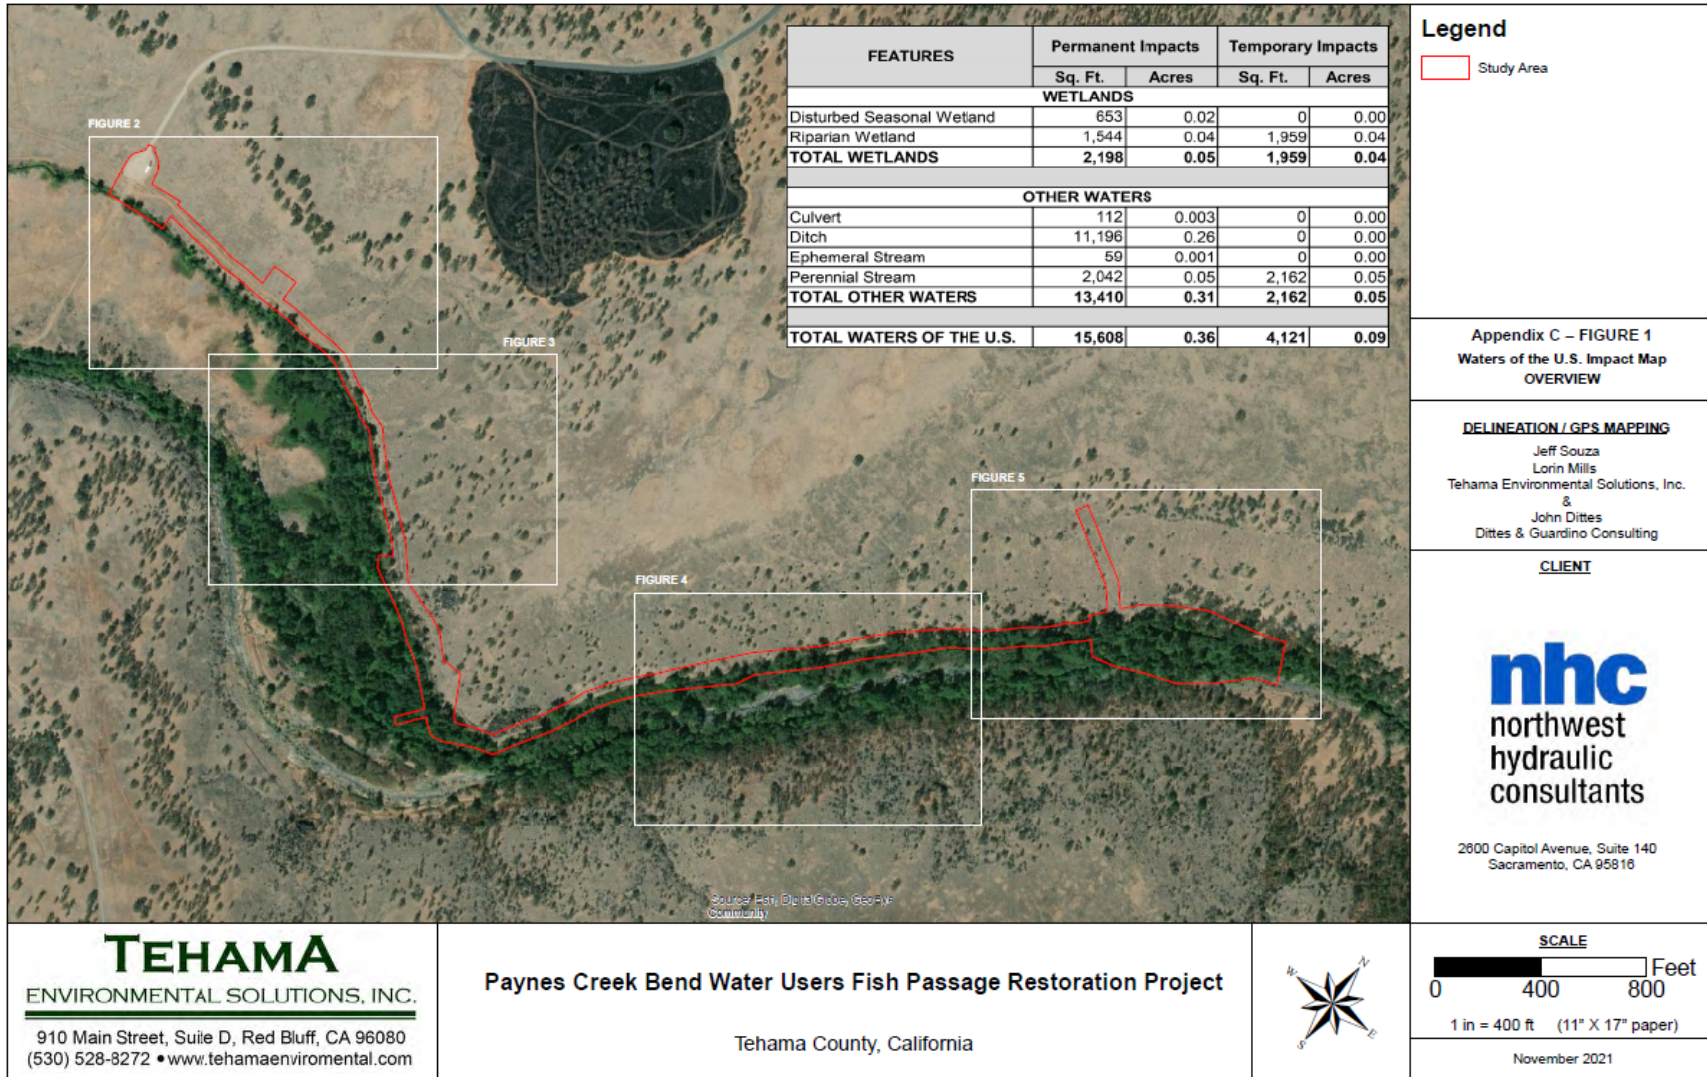 FEATURES Permanent Impacts Temporary Impacts
Sq. Ft. Acres Sq. Ft. Acres
WETLANDS
Disturbed Seasonal Wetland 653 0.02 0 0.00
Riparian Wetland 1,544 0.04 1,959 0.04
TOTAL WETLANDS 2,198 0.05 1,959 0.04
OTHER WATERS
Culvert 112 0.003 0 0.00
Ditch 11,196 0.26 0 0.00
Ephemeral Stream 59 0.001 0 0.00
Perennial Stream 2,042 0.05 2,162 0.05
TOTAL OTHER WATERS 13,410 0.31 2,162 0.05
TOTAL WATERS OF THE U.S. 15,608 0.36 4,121 0.09
FIGURE 2
FIGURE 3
FIGURE 4
FIGURE 5
Source: Esri, Digital Globe, GeoEye
Community
Legend
Study Area
Appendix C – FIGURE 1
Waters of the U.S. Impact Map
OVERVIEW
DELINEATION / GPS MAPPING
Jeff Souza
Lorin Mills
Tehama Environmental Solutions, Inc.
&
John Dittes
Dittes & Guardino Consulting
CLIENT
nhc
northwest
hydraulic
consultants
2600 Capitol Avenue, Suite 140
Sacramento, CA 95816
TEHAMA
ENVIRONMENTAL SOLUTIONS, INC.
910 Main Street, Suite D, Red Bluff, CA 96080
(530) 528-8272 • www.tehamaenviromental.com
Paynes Creek Bend Water Users Fish Passage Restoration Project
Tehama County, California
W N
S E
SCALE
Feet
0 400 800
1 in = 400 ft (11" X 17" paper)
November 2021